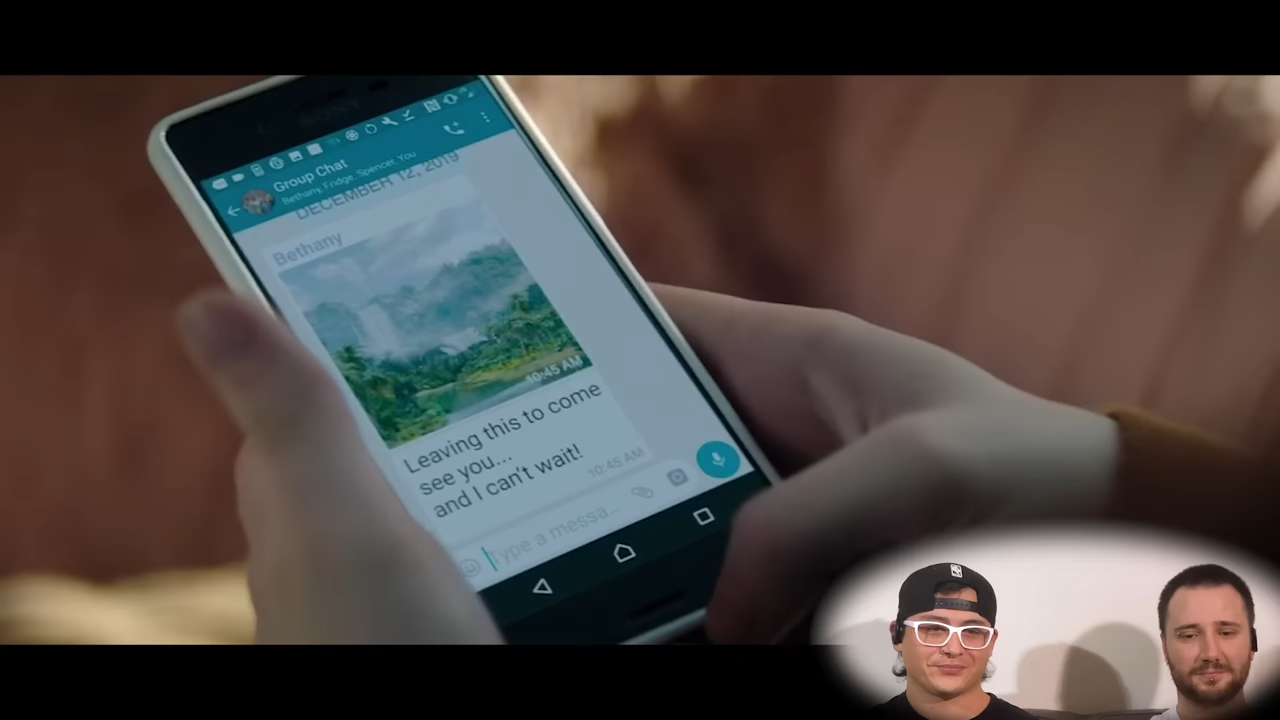 SONY
Group Chat
Bethany, Fridge, Spencer, You
DECEMBER 12, 2019
Bethany
10:45 AM
Leaving this to come
see you...
and I can't wait!
10:45 AM
Type a messa...